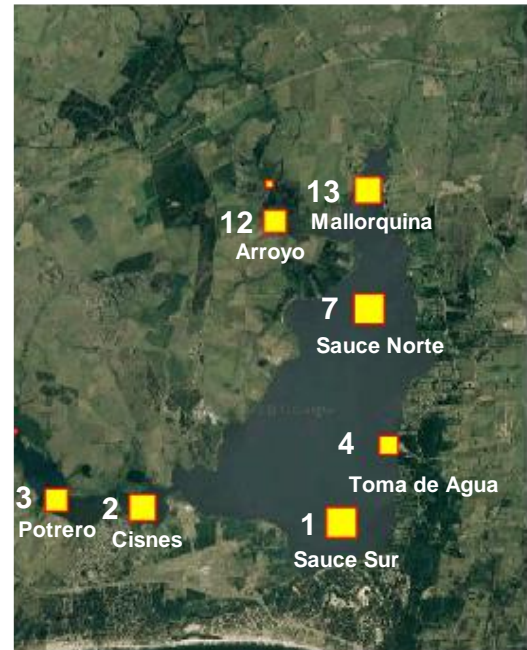 13
Mallorquina
12
Arroyo
7
Sauce Norte
4
Toma de Agua
3
Potrero
2
Cisnes
1
Sauce Sur